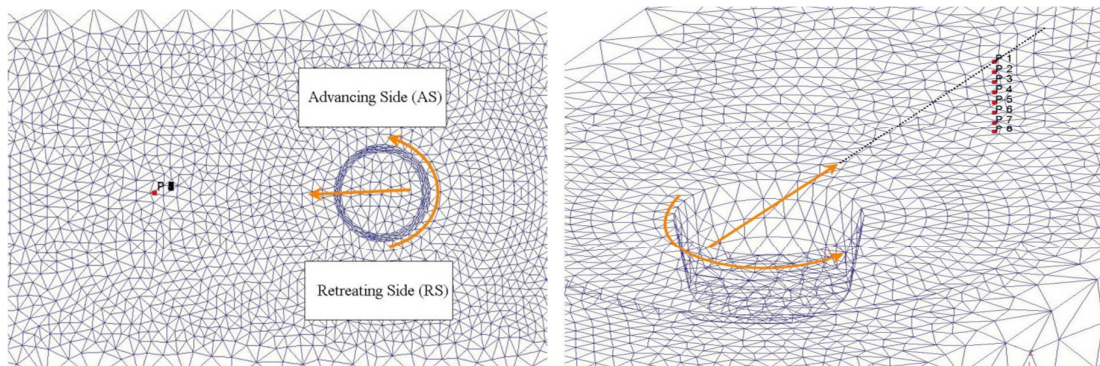 Advancing Side (AS)
P
Retreating Side (RS)
P 1
P 2
P 3
P 4
P 5
P 6
P 7
P 8
z